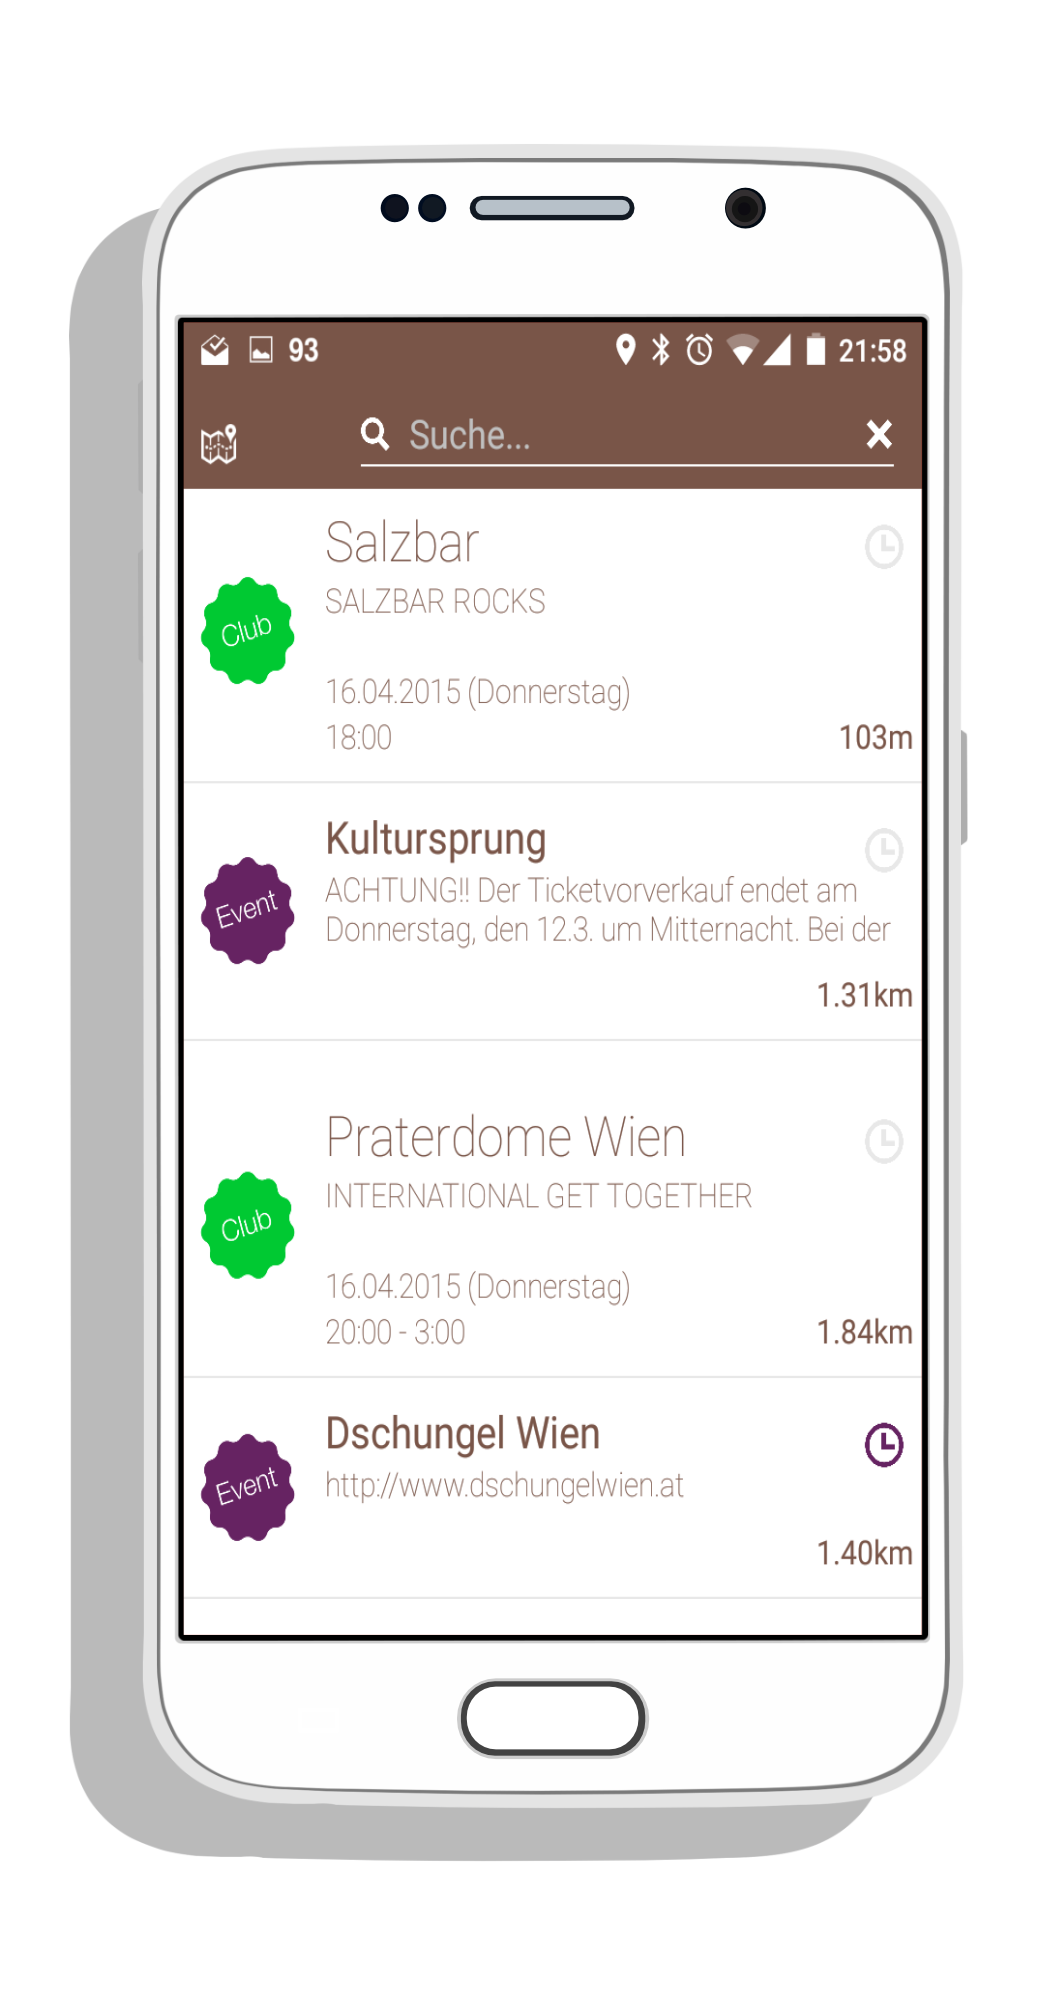 93 21:58
Suche...
Salzbar
SALZBAR ROCKS
Club
16.04.2015 (Donnerstag)
18:00 103m
Kultursprung
ACHTUNG!! Der Ticketvorverkauf endet am
Event
Donnerstag, den 12.3. um Mitternacht. Bei der
1.31km
Praterdome Wien
INTERNATIONAL GET TOGETHER
Club
16.04.2015 (Donnerstag)
20:00 - 3:00 1.84km
Dschungel Wien
http://www.dschungelwien.at
Event
1.40km